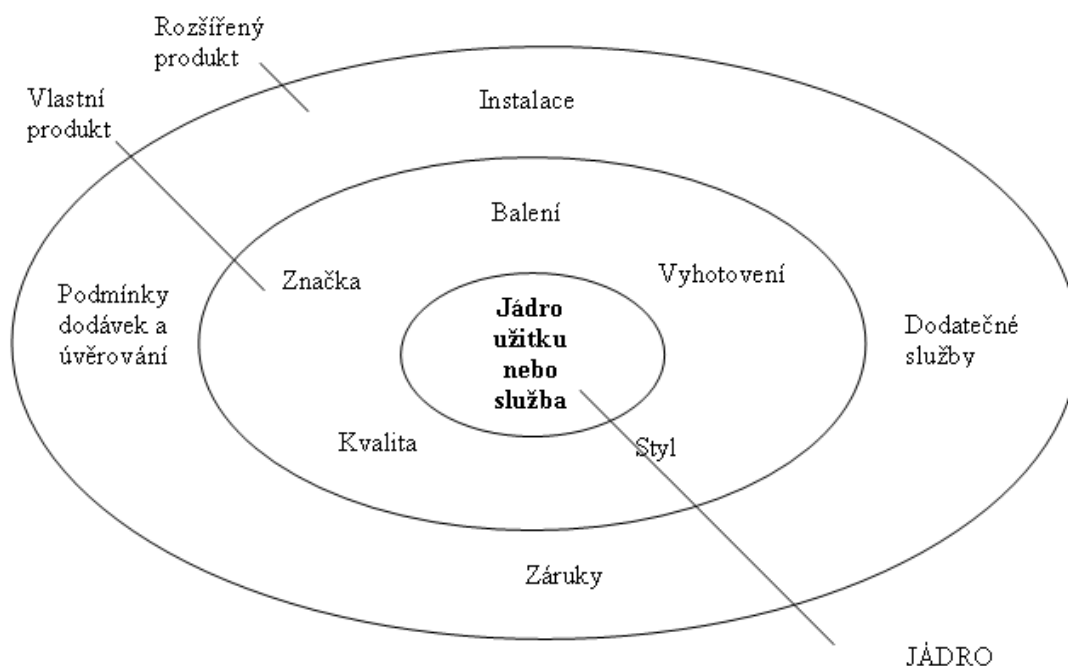 Rozšířený
produkt
Vlastní
produkt
Instalace
Balení
Značka
Vyhotovení
Podmínky
dodávek a
úvěrování
Jádro
užitku
nebo
služba
Dodatečné
služby
Kvalita
Styl
Záruky
JÁDRO